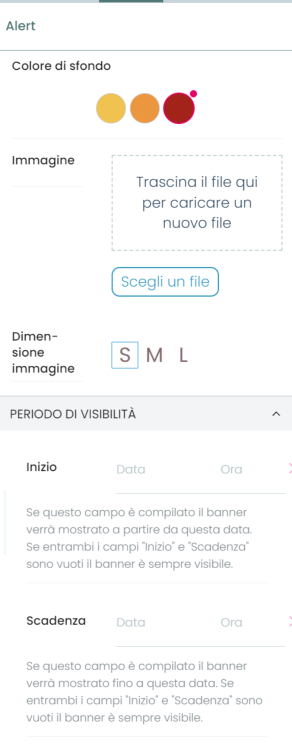 Alert
Colore di sfondo
Immagine
Trascina il file qui
per caricare un
nuovo file
Scegli un file
Dimen-
sione
immagine
S M L
PERIODO DI VISIBILITÀ
Inizio Data Ora
Se questo campo è compilato il banner
verrà mostrato a partire da questa data.
Se entrambi i campi "Inizio" e "Scadenza"
sono vuoti il banner è sempre visibile.
Scadenza Data Ora
Se questo campo è compilato il banner
verrà mostrato fino a questa data. Se
entrambi i campi "Inizio" e "Scadenza" sono
vuoti il banner è sempre visibile.